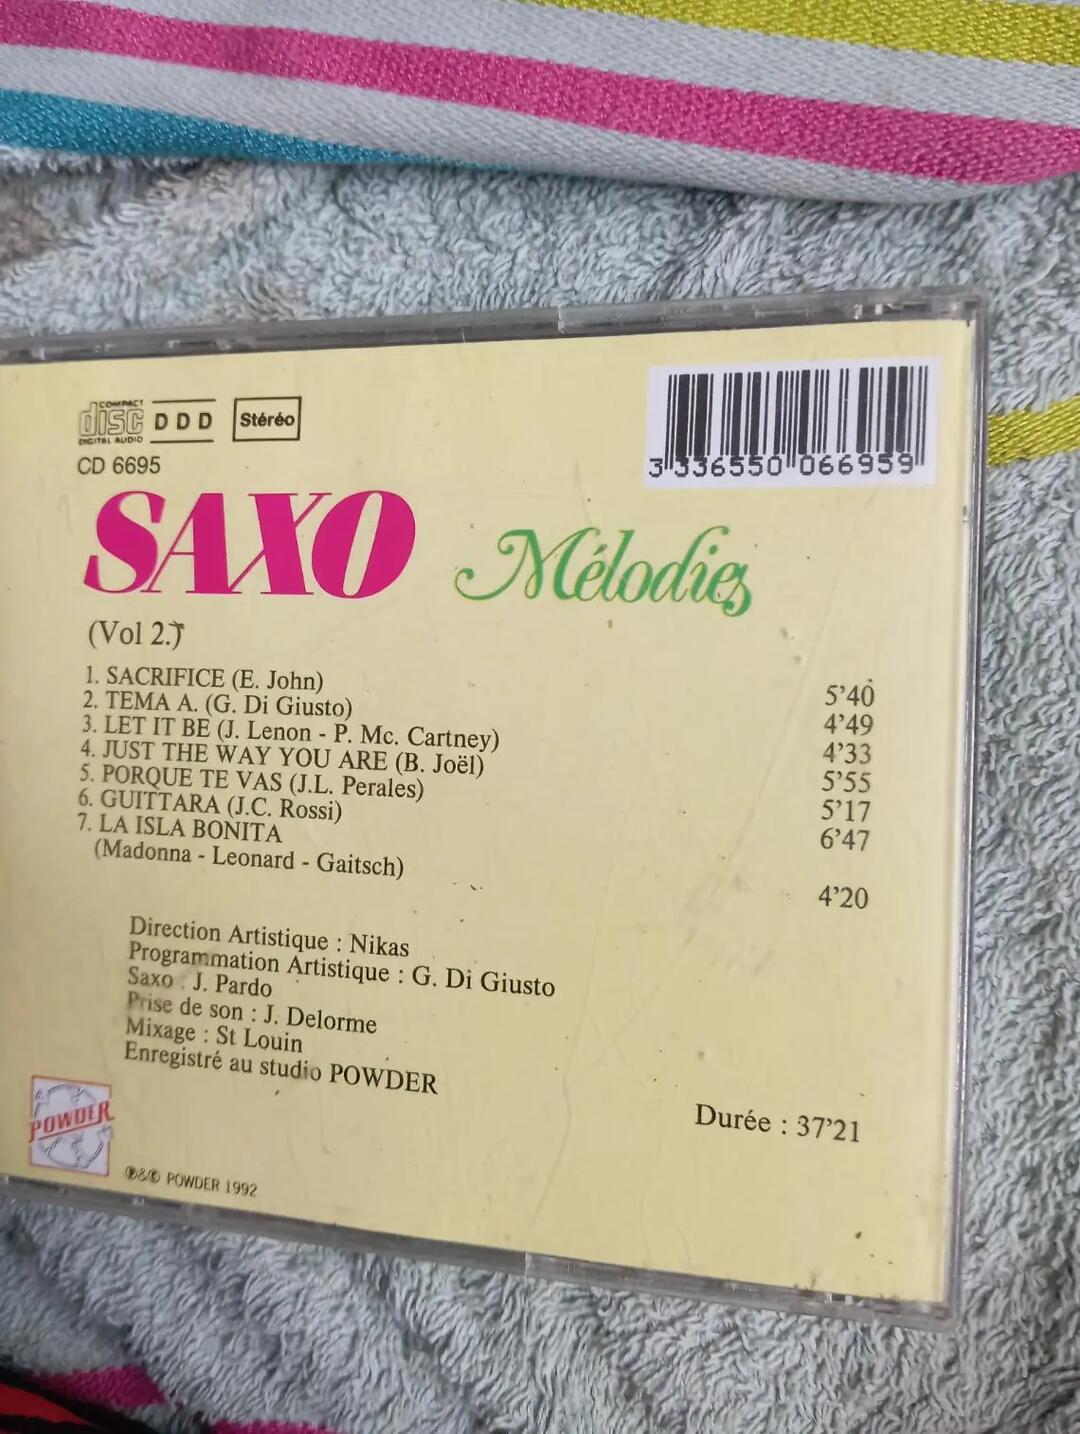 COMPACT
disc
DIGITAL AUDIO
D D D
Stéréo
CD 6695
3 336550 066959
SAXO Mélodies
(Vol 2.)
1. SACRIFICE (E. John) 5'40
2. TEMA A. (G. Di Giusto) 4'49
3. LET IT BE (J. Lenon - P. Mc. Cartney) 4'33
4. JUST THE WAY YOU ARE (B. Joël) 5'55
5. PORQUE TE VAS (J.L. Perales) 5'17
6. GUITTARA (J.C. Rossi) 6'47
7. LA ISLA BONITA
(Madonna - Leonard - Gaitsch) 4'20
Direction Artistique : Nikas
Programmation Artistique : G. Di Giusto
Saxo : J. Pardo
Prise de son : J. Delorme
Mixage : St Louin
Enregistré au studio POWDER
Durée : 37'21
POWDER
℗&© POWDER 1992